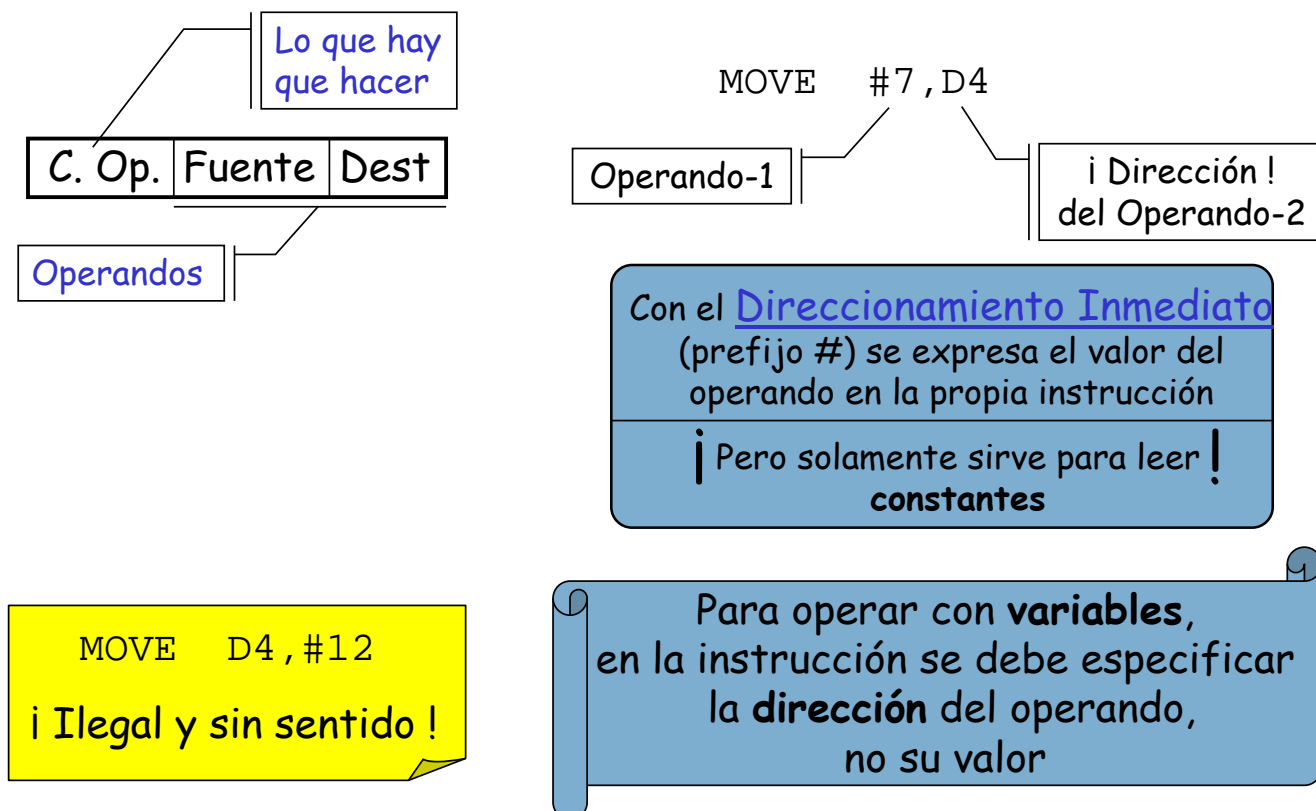 Lo que hay
que hacer
C. Op. Fuente Dest
Operandos
MOVE #7,D4
Operando-1
¡ Dirección !
del Operando-2
Con el Direccionamiento Inmediato
(prefijo #) se expresa el valor del
operando en la propia instrucción
¡ Pero solamente sirve para leer !
constantes
MOVE D4,#12
¡ Ilegal y sin sentido !
Para operar con variables,
en la instrucción se debe especificar
la dirección del operando,
no su valor